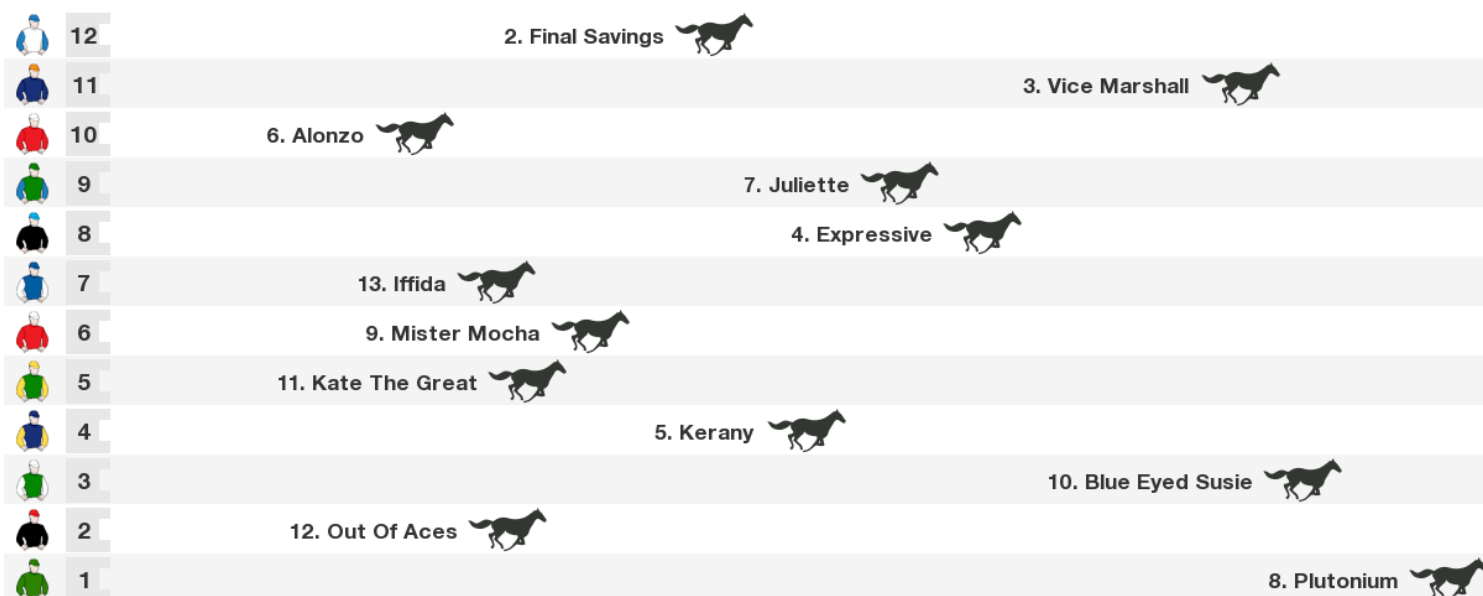 12 2. Final Savings
11 3. Vice Marshall
10 6. Alonzo
9 7. Juliette
8 4. Expressive
7 13. Iffida
6 9. Mister Mocha
5 11. Kate The Great
4 5. Kerany
3 10. Blue Eyed Susie
2 12. Out Of Aces
1 8. Plutonium